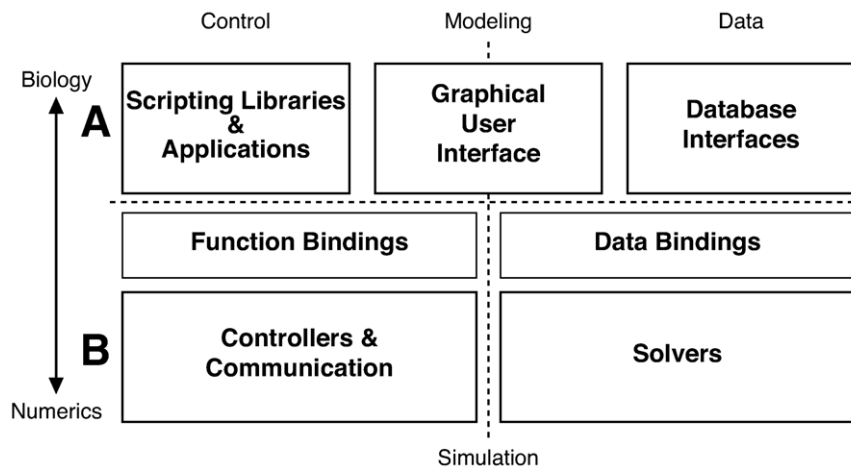 Control
Modeling
Data
Biology
A
Scripting Libraries
&
Applications
Graphical
User
Interface
Database
Interfaces
Function Bindings
Data Bindings
B
Controllers &
Communication
Solvers
Numerics
Simulation